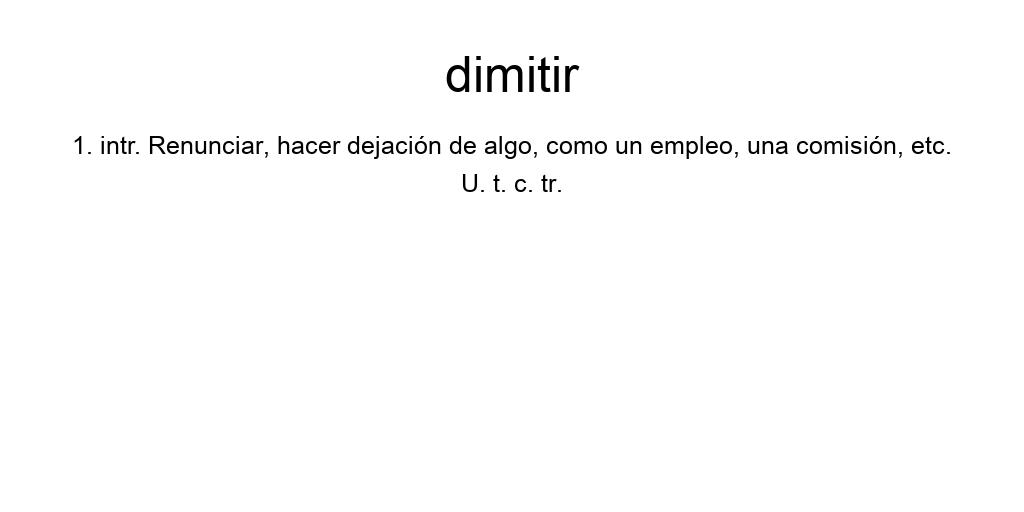 dimitir
1. intr. Renunciar, hacer dejación de algo, como un empleo, una comisión, etc.
U. t. c. tr.